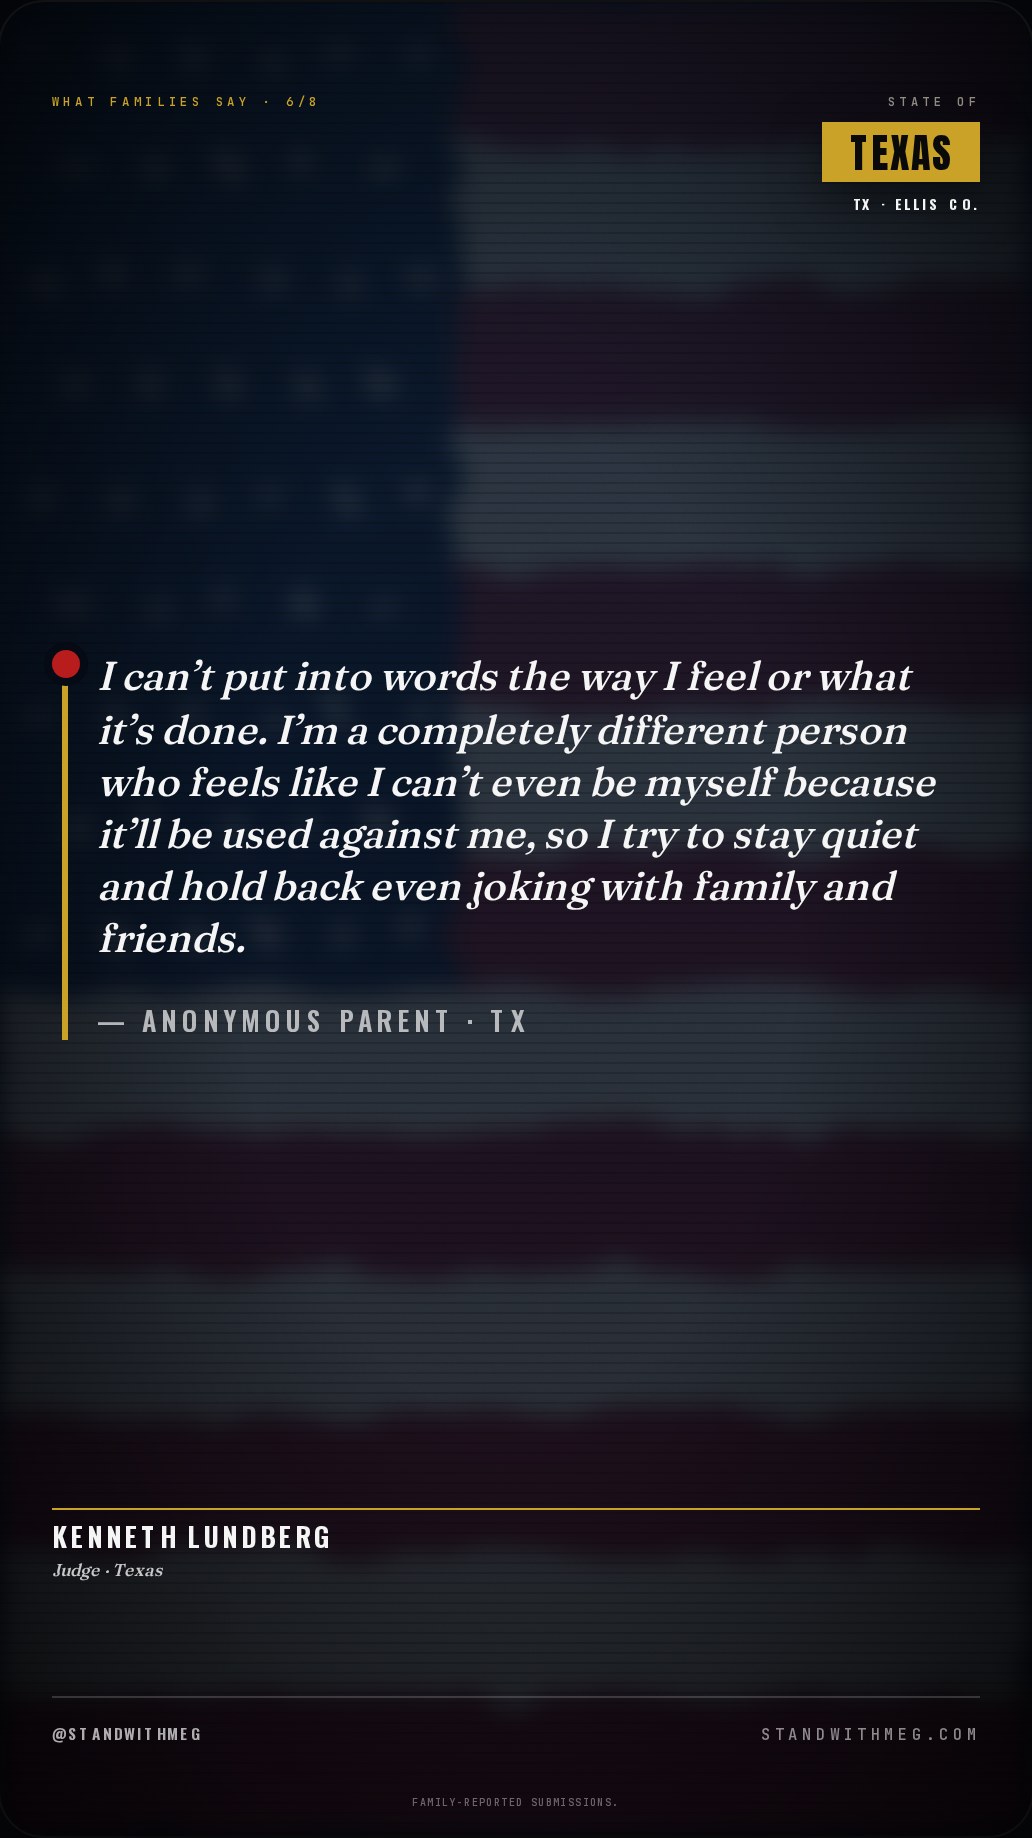 WHAT FAMILIES SAY · 6/8
STATE OF
TEXAS
TX · ELLIS CO.
I can’t put into words the way I feel or what
it’s done. I’m a completely different person
who feels like I can’t even be myself because
it’ll be used against me, so I try to stay quiet
and hold back even joking with family and
friends.
— ANONYMOUS PARENT · TX
KENNETH LUNDBERG
Judge · Texas
@STANDWITHMEG
STANDWITHMEG.COM
FAMILY-REPORTED SUBMISSIONS.